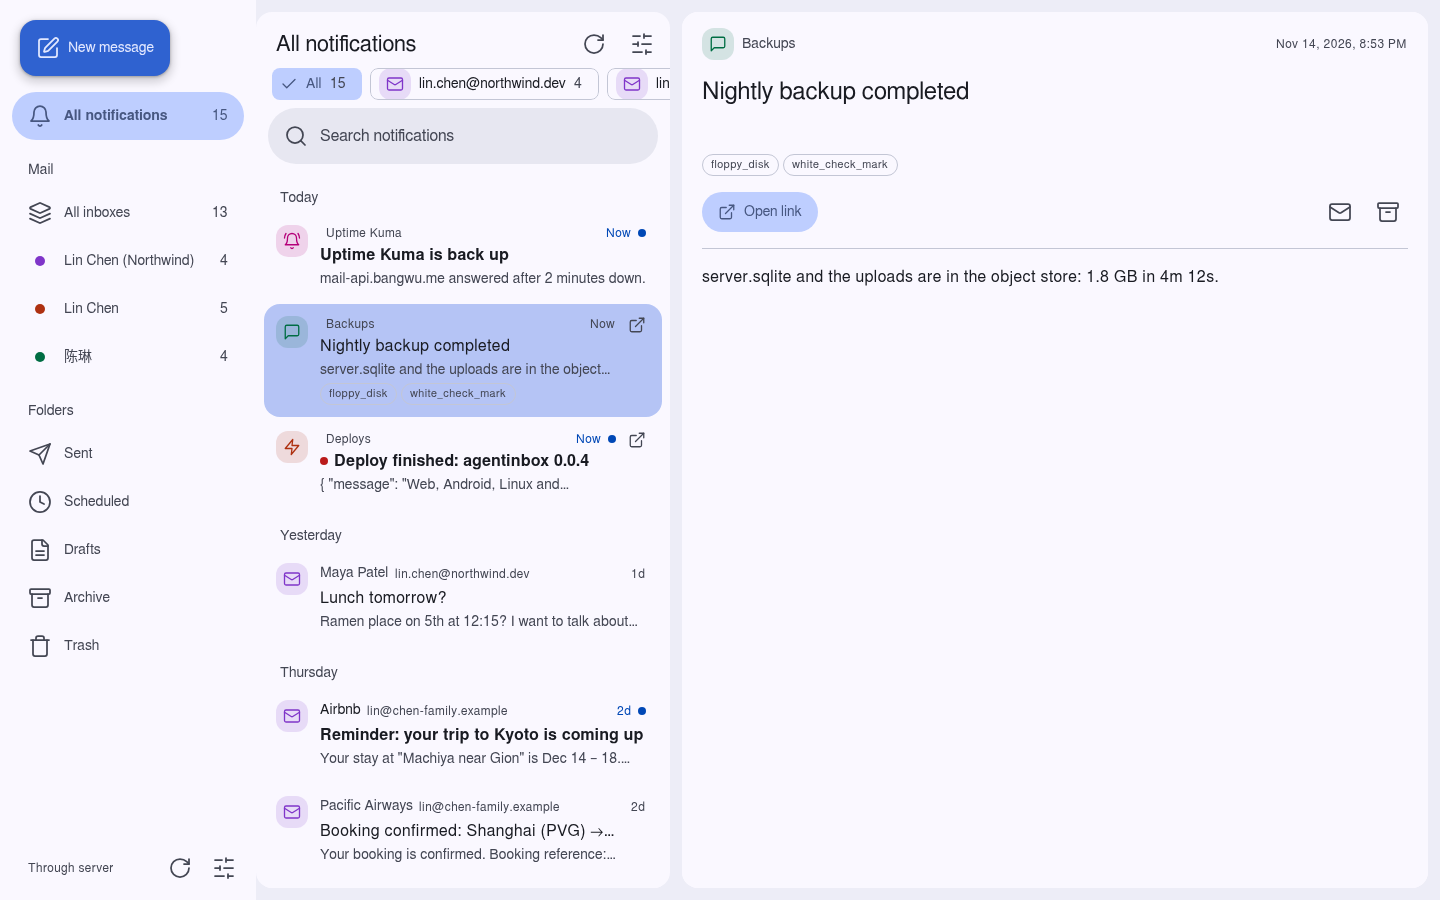 New message
All notifications 15
Mail
All inboxes 13
Lin Chen (Northwind) 4
Lin Chen 5
陈琳 4
Folders
Sent
Scheduled
Drafts
Archive
Trash
Through server
All notifications
All 15
lin.chen@northwind.dev 4
lin
Search notifications
Today
Uptime Kuma Now
Uptime Kuma is back up
mail-api.bangwu.me answered after 2 minutes down.
Backups Now
Nightly backup completed
server.sqlite and the uploads are in the object...
floppy_disk white_check_mark
Deploys Now
Deploy finished: agentinbox 0.0.4
{ "message": "Web, Android, Linux and...
Yesterday
Maya Patel lin.chen@northwind.dev 1d
Lunch tomorrow?
Ramen place on 5th at 12:15? I want to talk about...
Thursday
Airbnb lin@chen-family.example 2d
Reminder: your trip to Kyoto is coming up
Your stay at "Machiya near Gion" is Dec 14 – 18....
Pacific Airways lin@chen-family.example 2d
Booking confirmed: Shanghai (PVG) →...
Your booking is confirmed. Booking reference:...
Backups Nov 14, 2026, 8:53 PM
Nightly backup completed
floppy_disk white_check_mark
Open link
server.sqlite and the uploads are in the object store: 1.8 GB in 4m 12s.